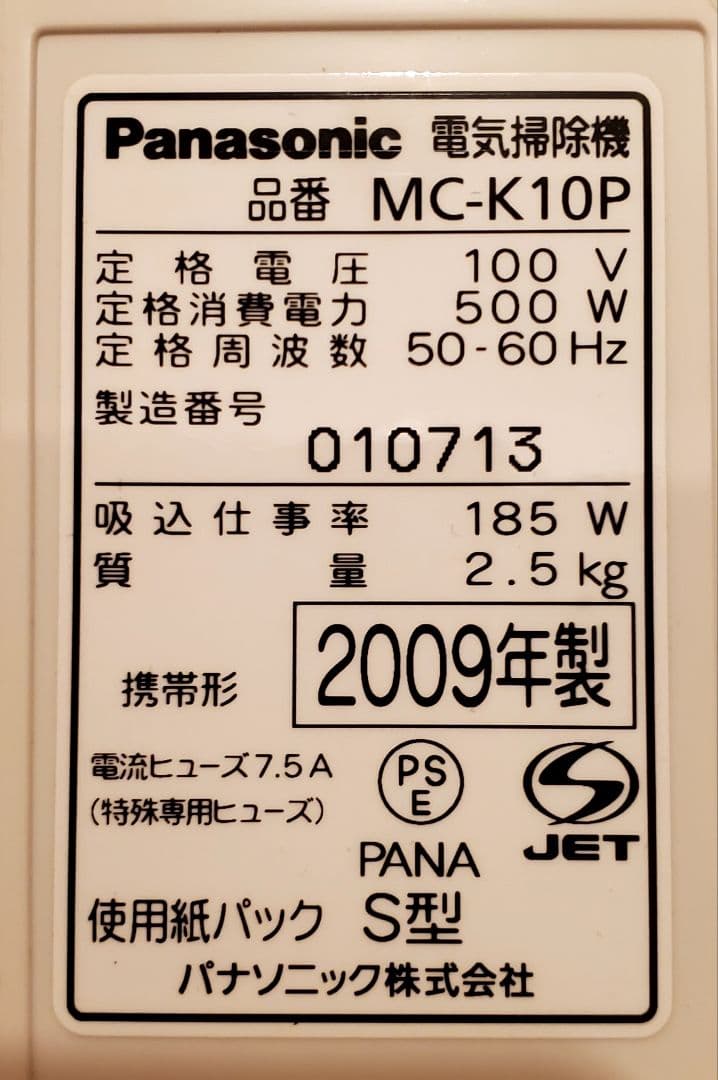 Panasonic 電気掃除機
品番 MC-K10P
定格電圧 100 V
定格消費電力 500 W
定格周波数 50-60Hz
製造番号
010713
吸込仕事率 185 W
質量 2.5 kg
携帯形 2009年製
電流ヒューズ7.5A
(特殊専用ヒューズ)
PS
E
JET
PANA
使用紙パック S型
パナソニック株式会社